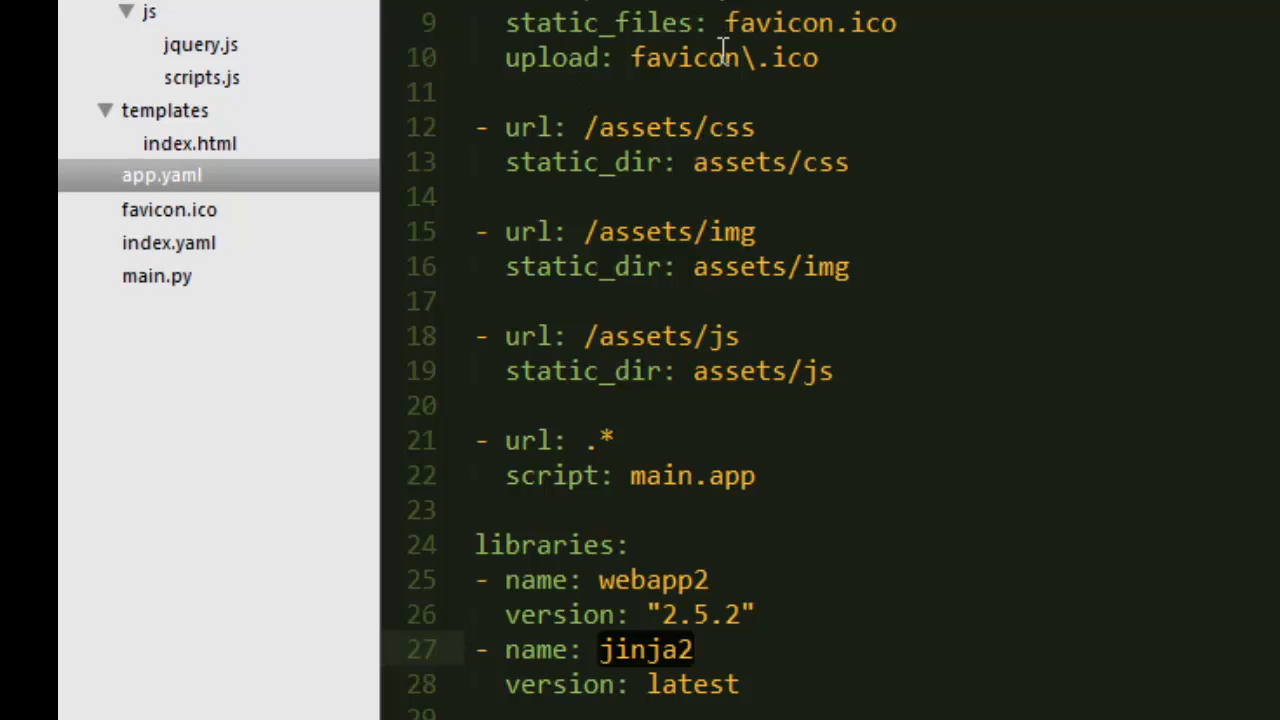 js
jquery.js
scripts.js
templates
index.html
app.yaml
favicon.ico
index.yaml
main.py
9 static_files: favicon.ico
10 upload: favicon\.ico
11
12 - url: /assets/css
13 static_dir: assets/css
14
15 - url: /assets/img
16 static_dir: assets/img
17
18 - url: /assets/js
19 static_dir: assets/js
20
21 - url: .*
22 script: main.app
23
24 libraries:
25 - name: webapp2
26 version: "2.5.2"
27 - name: jinja2
28 version: latest
29